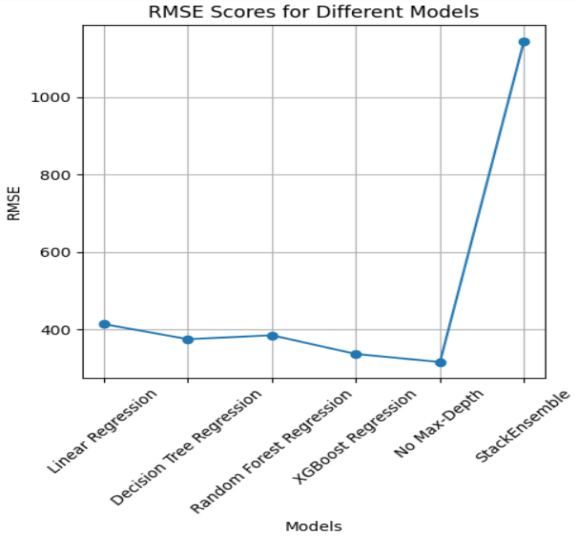 RMSE Scores for Different Models
RMSE
1000
800
600
400
Linear Regression
Decision Tree Regression
Random Forest Regression
XGBoost Regression
No Max-Depth
StackEnsemble
Models